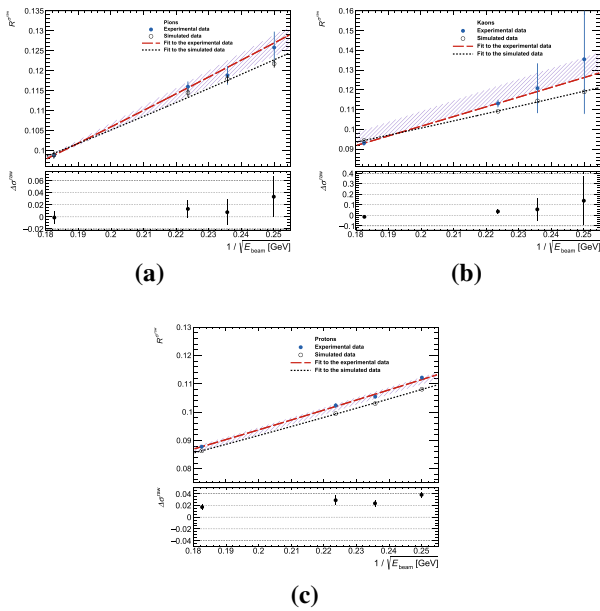 R^σ^raw
0.135
0.13
0.125
0.12
0.115
0.11
0.105
0.1
Pions
Experimental data
Simulated data
Fit to the experimental data
Fit to the simulated data
Δσ^raw
0.06
0.04
0.02
0
−0.02
0.18 0.19 0.2 0.21 0.22 0.23 0.24 0.25
1 / √E_beam [GeV]
(a)
R^σ^raw
0.16
0.15
0.14
0.13
0.12
0.11
0.1
0.09
Kaons
Experimental data
Simulated data
Fit to the experimental data
Fit to the simulated data
Δσ^raw
0.4
0.3
0.2
0.1
0
−0.1
0.18 0.19 0.2 0.21 0.22 0.23 0.24 0.25
1 / √E_beam [GeV]
(b)
R^σ^raw
0.13
0.12
0.11
0.1
0.09
0.08
Protons
Experimental data
Simulated data
Fit to the experimental data
Fit to the simulated data
Δσ^raw
0.04
0.02
0
−0.02
−0.04
0.18 0.19 0.2 0.21 0.22 0.23 0.24 0.25
1 / √E_beam [GeV]
(c)